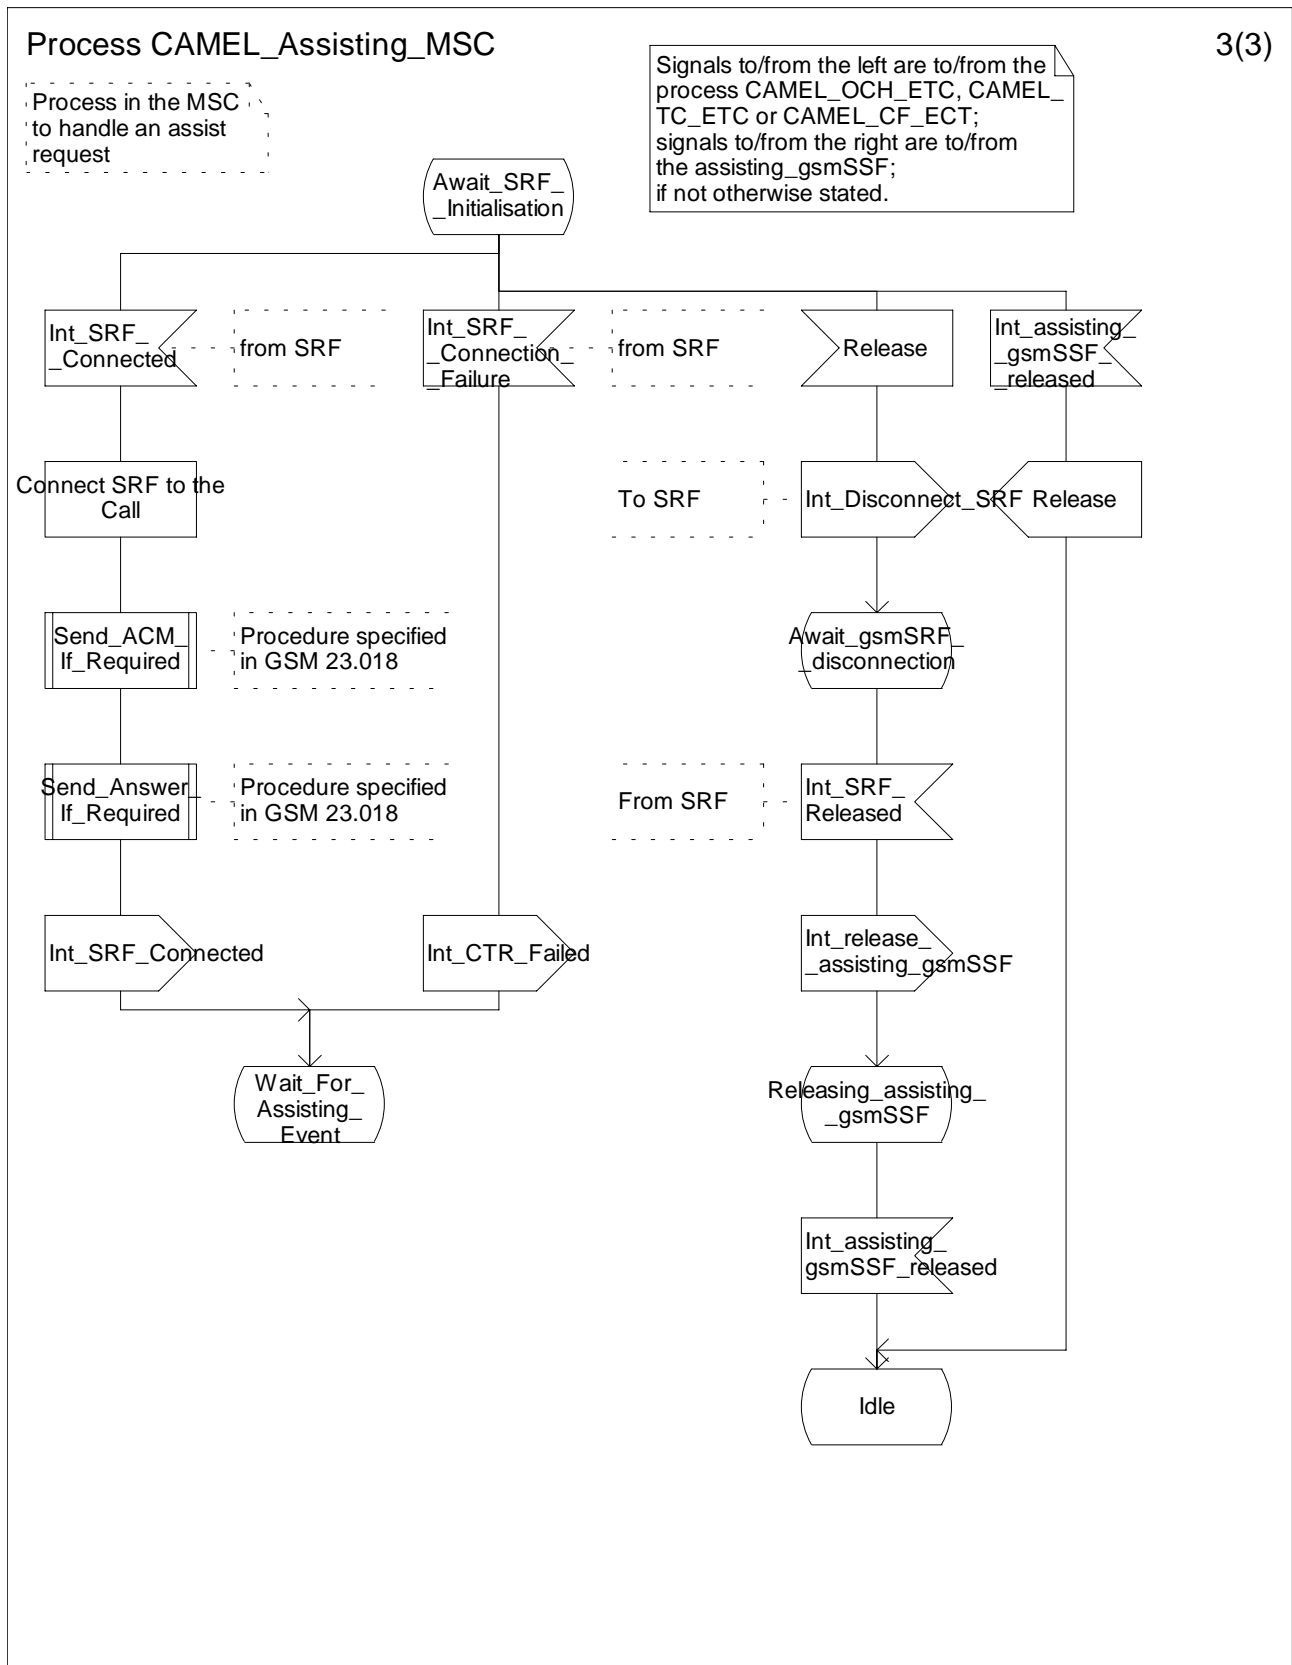 Process CAMEL_Assisting_MSC
3(3)
Process in the MSC
to handle an assist
request
Signals to/from the left are to/from the
process CAMEL_OCH_ETC, CAMEL_
TC_ETC or CAMEL_CF_ECT;
signals to/from the right are to/from
the assisting_gsmSSF;
if not otherwise stated.
Await_SRF_
_Initialisation
Int_SRF_
_Connected
from SRF
Int_SRF_
_Connection_
_Failure
from SRF
Release
Int_assisting_
_gsmSSF_
_released
Connect SRF to the
Call
To SRF
Int_Disconnect_SRF
Release
Send_ACM_
If_Required
Procedure specified
in GSM 23.018
Await_gsmSRF_
_disconnection
Send_Answer_
If_Required
Procedure specified
in GSM 23.018
From SRF
Int_SRF_
Released
Int_SRF_Connected
Int_CTR_Failed
Int_release_
_assisting_gsmSSF
Wait_For_
Assisting_
Event
Releasing_assisting_
_gsmSSF
Int_assisting_
gsmSSF_released
Idle